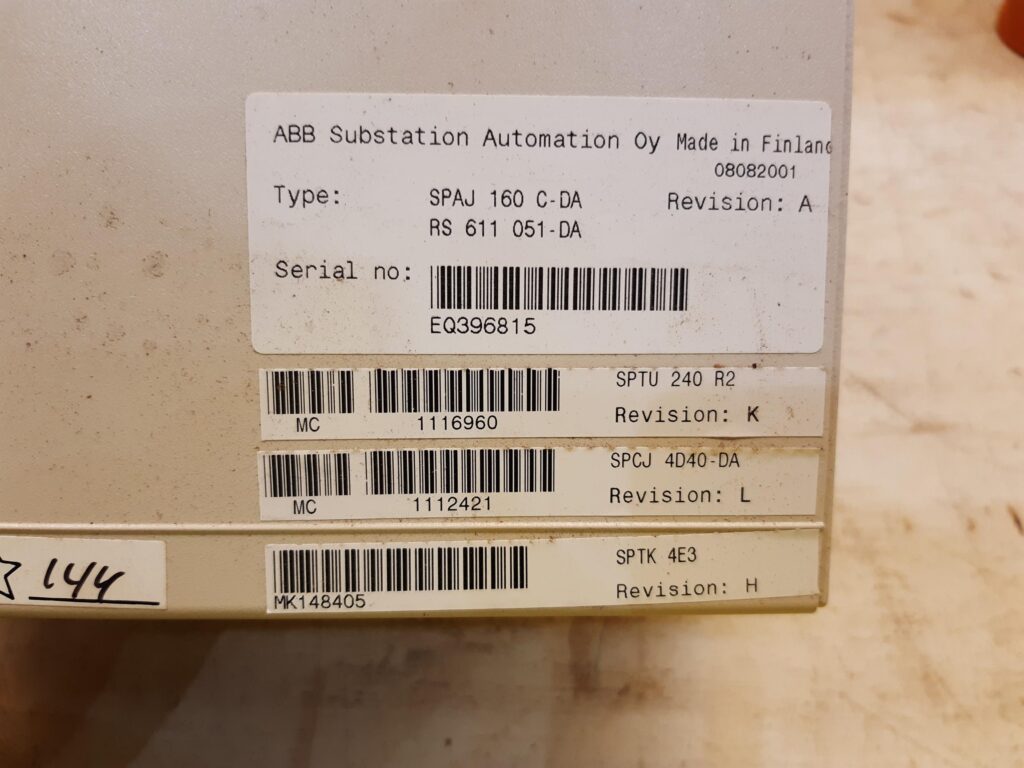 ABB Substation Automation Oy Made in Finland
08082001
Type: SPAJ 160 C-DA Revision: A
RS 611 051-DA
Serial no:
EQ396815
SPTU 240 R2
MC 1116960 Revision: K
SPCJ 4D40-DA
MC 1112421 Revision: L
SPTK 4E3
MK148405 Revision: H
144